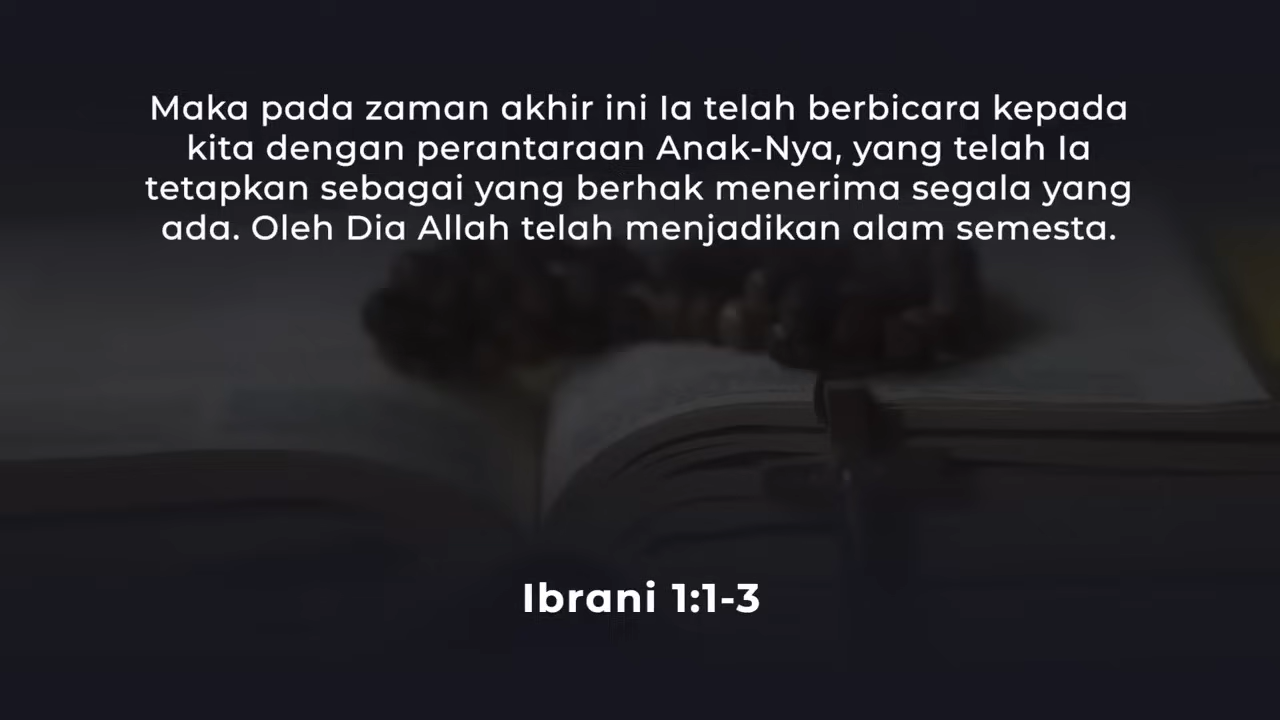 Maka pada zaman akhir ini Ia telah berbicara kepada
kita dengan perantaraan Anak-Nya, yang telah Ia
tetapkan sebagai yang berhak menerima segala yang
ada. Oleh Dia Allah telah menjadikan alam semesta.
Ibrani 1:1-3